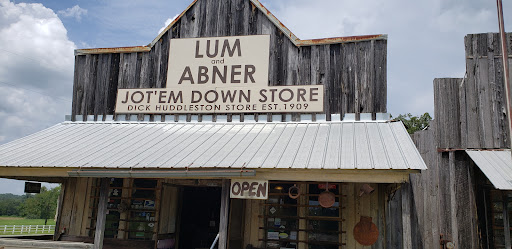 LUM
and
ABNER
JOT'EM DOWN STORE
DICK HUDDLESTON STORE EST. 1909
OPEN